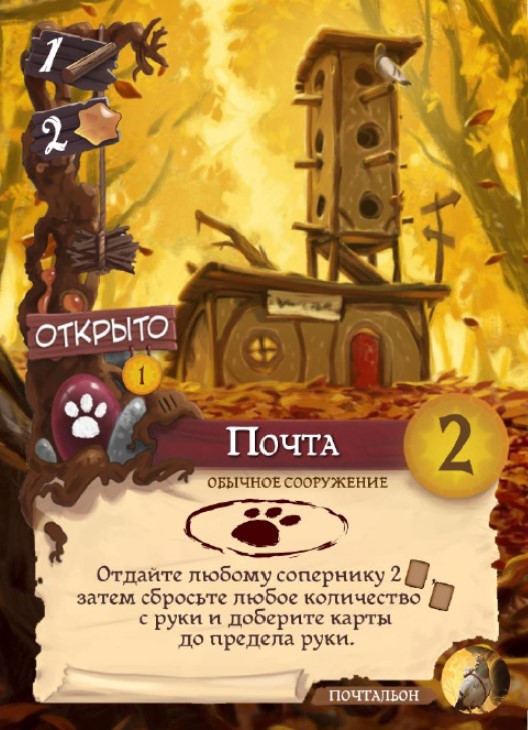 1
2
ОТКРЫТО
1
Почта
2
ОБЫЧНОЕ СООРУЖЕНИЕ
Отдайте любому сопернику 2 ,
затем сбросьте любое количество
с руки и доберите карты
до предела руки.
ПОЧТАЛЬОН